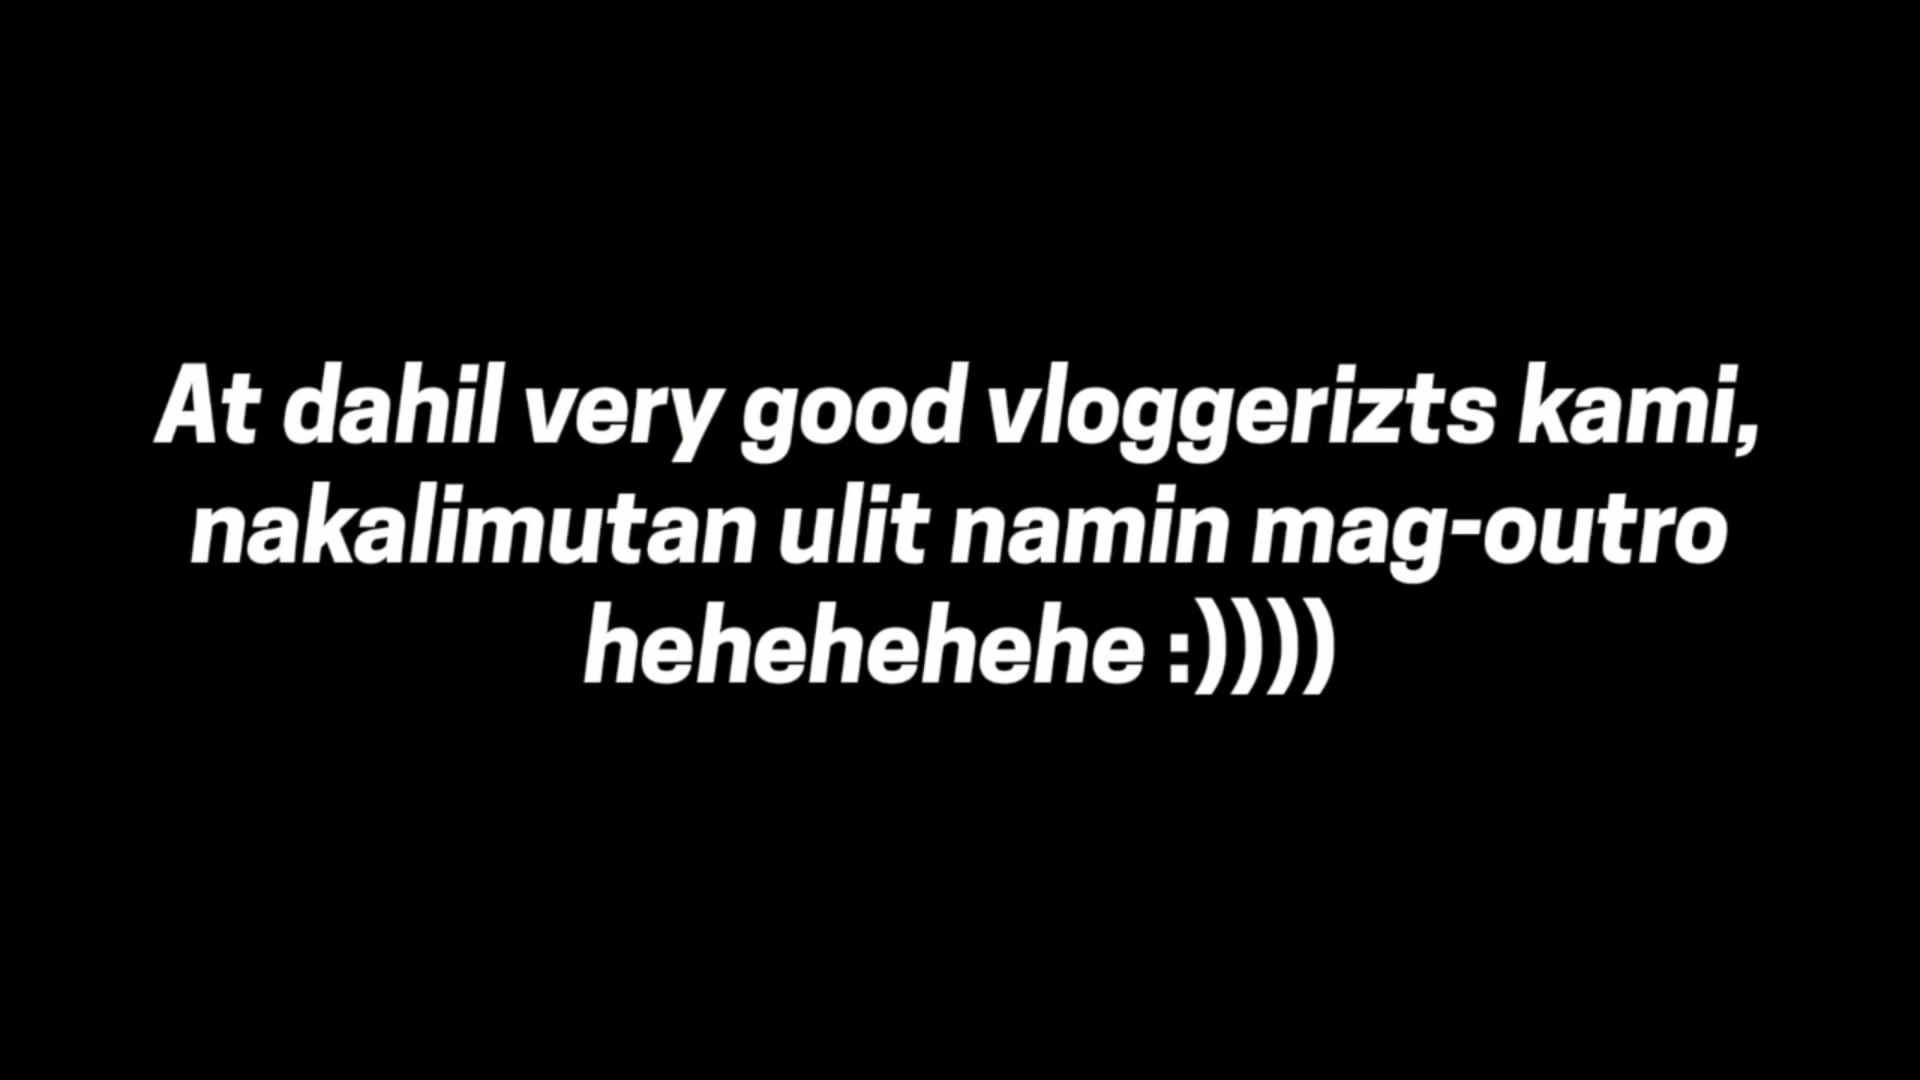 At dahil very good vloggerizts kami,
nakalimutan ulit namin mag-outro
hehehehehe :))))